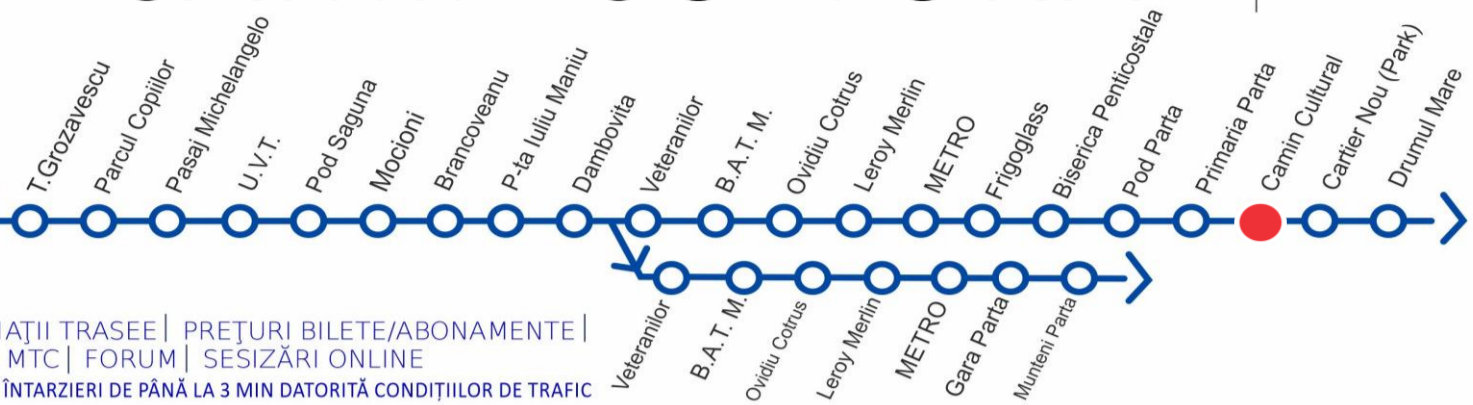 T.Grozavescu
Parcul Copiilor
Pasaj Michelangelo
U.V.T.
Pod Saguna
Mocioni
Brancoveanu
P-ta Iuliu Maniu
Dambovita
Veteranilor
B.A.T. M.
Ovidiu Cotrus
Leroy Merlin
METRO
Frigoglass
Biserica Penticostala
Pod Parta
Primaria Parta
Camin Cultural
Cartier Nou (Park)
Drumul Mare
Veteranilor
B.A.T. M.
Ovidiu Cotrus
Leroy Merlin
METRO
Gara Parta
Munteni Parta
AŢII TRASEE| PREŢURI BILETE/ABONAMENTE|
MTC| FORUM| SESIZĂRI ONLINE
ÎNTARZIERI DE PÂNĂ LA 3 MIN DATORITĂ CONDIȚIILOR DE TRAFIC